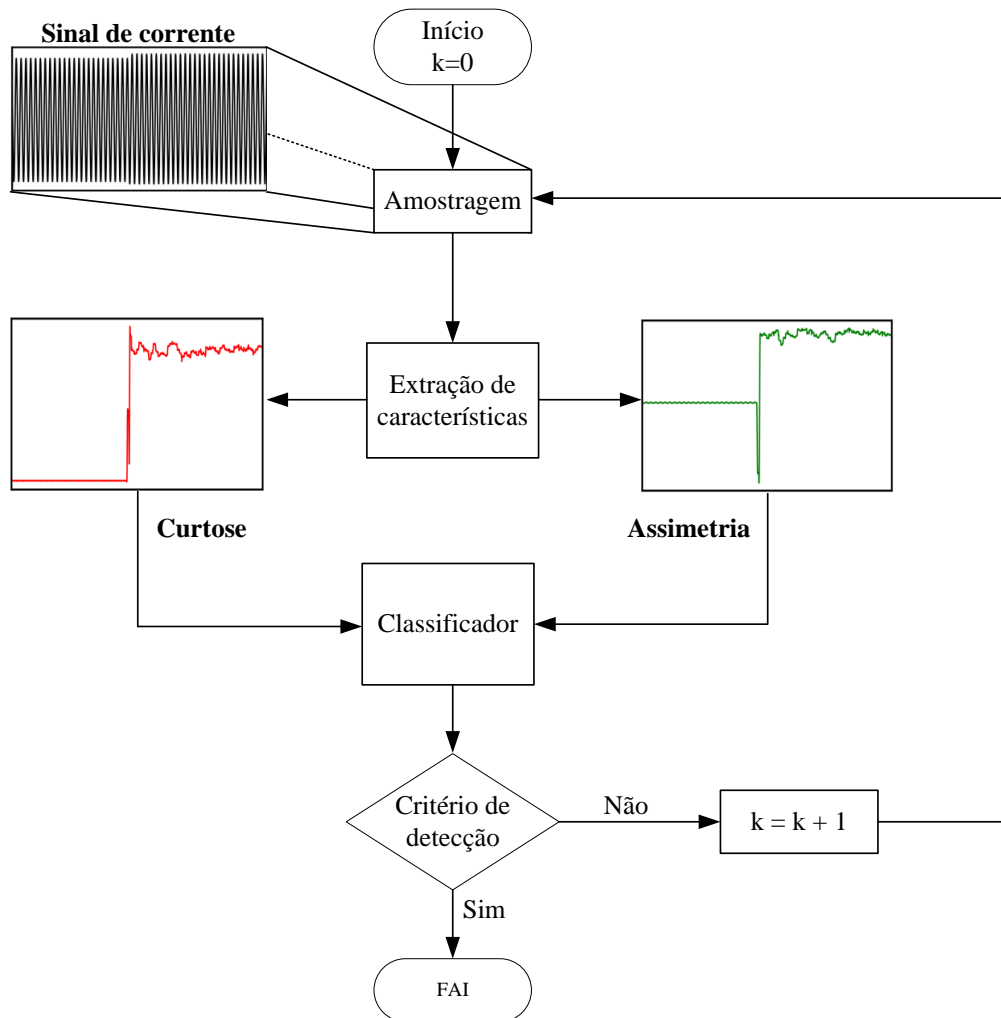 Sinal de corrente
Início
k=0
Amostragem
Extração de
características
Curtose
Assimetria
Classificador
Critério de
detecção
Não
k = k + 1
Sim
FAI